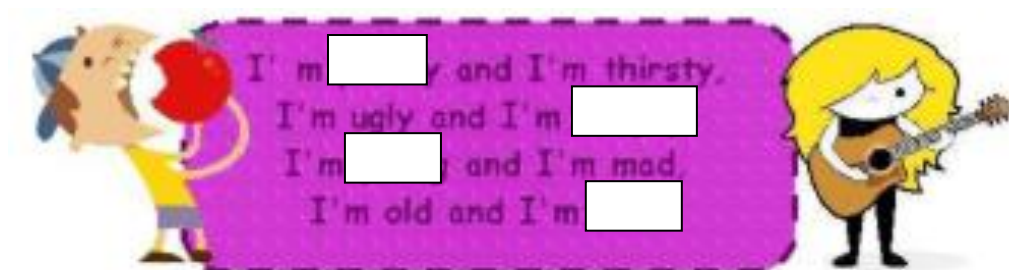 I' m and I'm thirsty,
I'm ugly and I'm
I'm and I'm mad,
I'm old and I'm